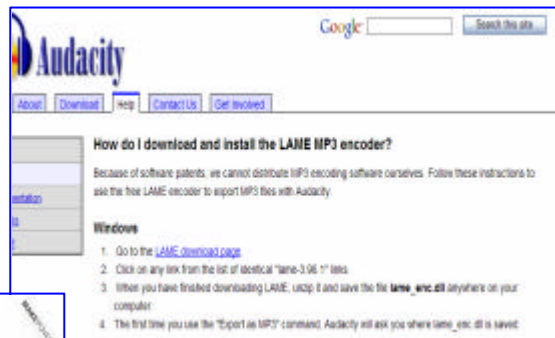 Google Search this site
Audacity
About Download Help Contact Us Get Involved
How do I download and install the LAME MP3 encoder?
Because of software patents, we cannot distribute MP3 encoding software ourselves. Follow these instructions to
use the free LAME encoder to export MP3 files with Audacity.
entation
Windows
1. Go to the LAME download page.
2. Click on any link from the list of identical "lame-3.96.1" links.
3. When you have finished downloading LAME, unzip it and save the file lame_enc.dll anywhere on your
computer.
4. The first time you use the "Export as MP3" command, Audacity will ask you where lame_enc.dll is saved.